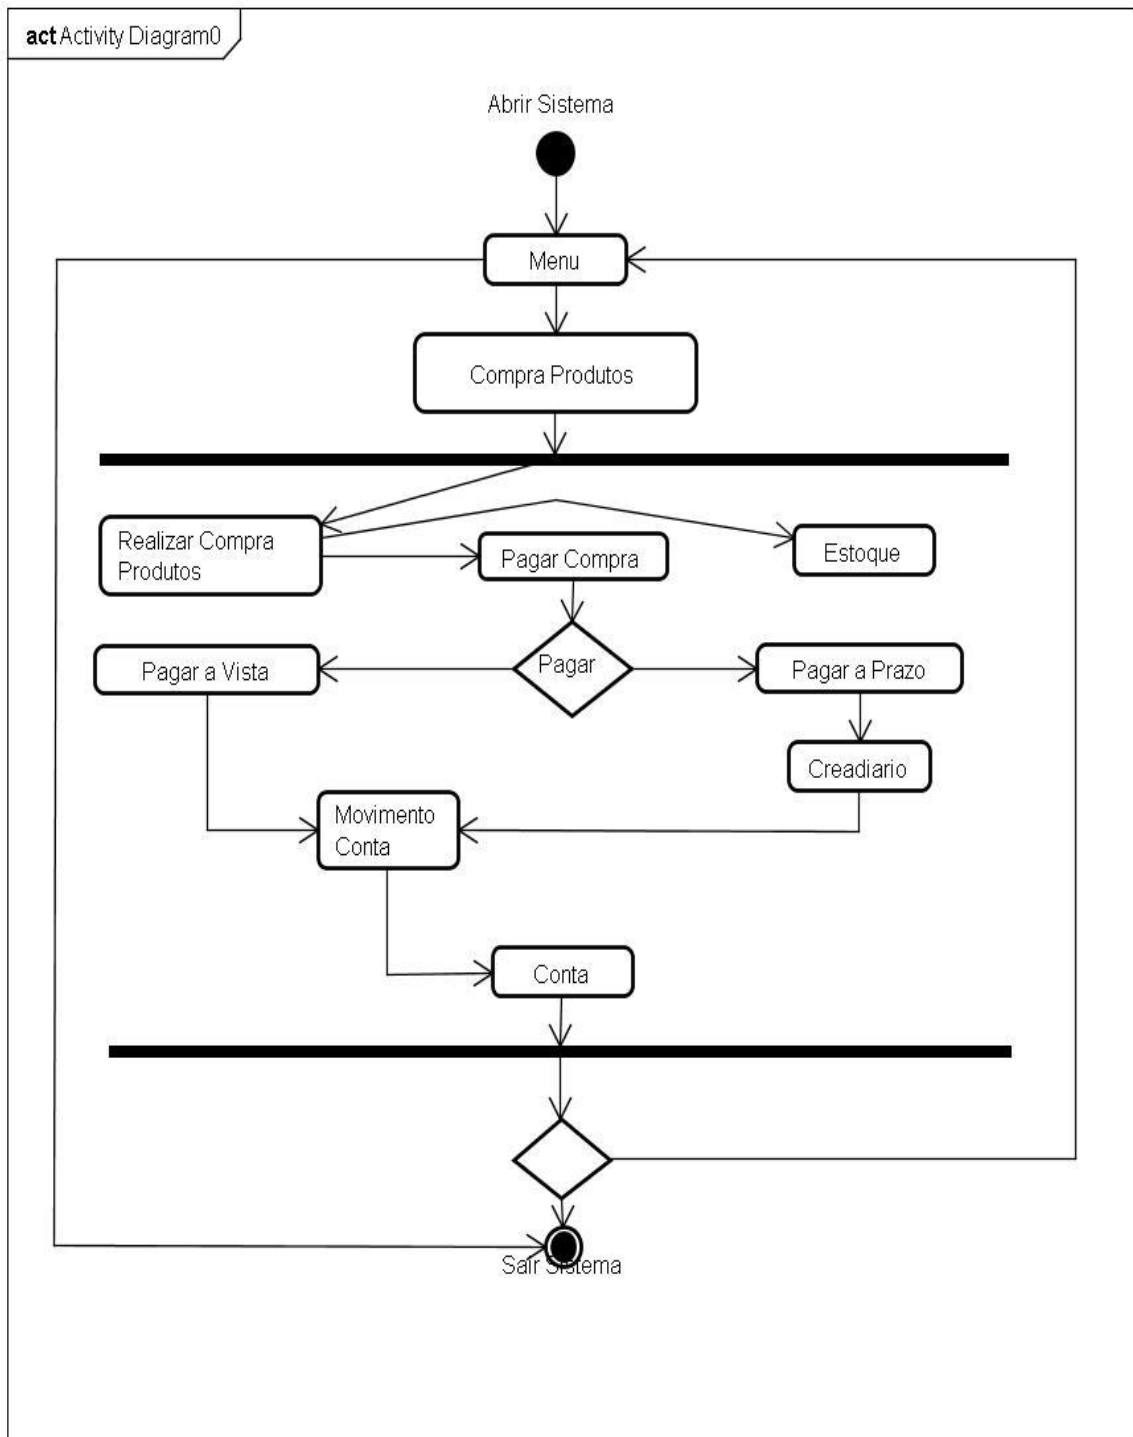 act Activity Diagram0
Abrir Sistema
Menu
Compra Produtos
Realizar Compra
Produtos
Pagar Compra
Estoque
Pagar a Vista
Pagar
Pagar a Prazo
Creadiario
Movimento
Conta
Conta
Sair Sistema